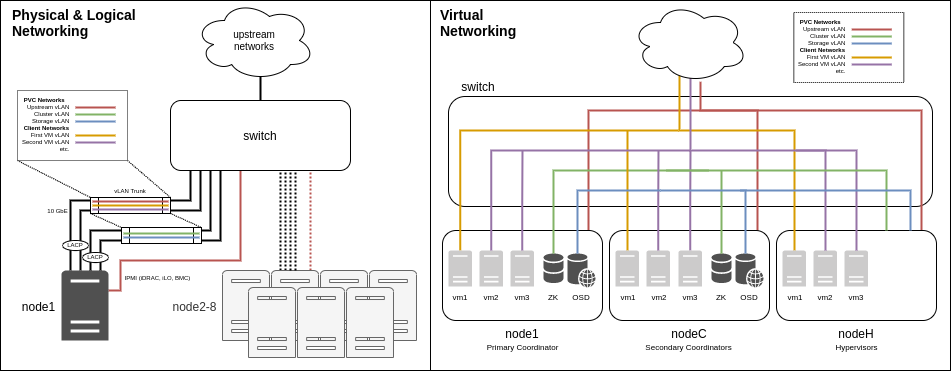 Physical & Logical
Networking
upstream
networks
switch
PVC Networks
Upstream vLAN
Cluster vLAN
Storage vLAN
Client Networks
First VM vLAN
Second VM vLAN
etc.
vLAN Trunk
10 GbE
LACP
LACP
IPMI (iDRAC, iLO, BMC)
node1
node2-8
Virtual
Networking
PVC Networks
Upstream vLAN
Cluster vLAN
Storage vLAN
Client Networks
First VM vLAN
Second VM vLAN
etc.
switch
vm1 vm2 vm3 ZK OSD
vm1 vm2 vm3 ZK OSD
vm1 vm2 vm3
node1
Primary Coordinator
nodeC
Secondary Coordinators
nodeH
Hypervisors